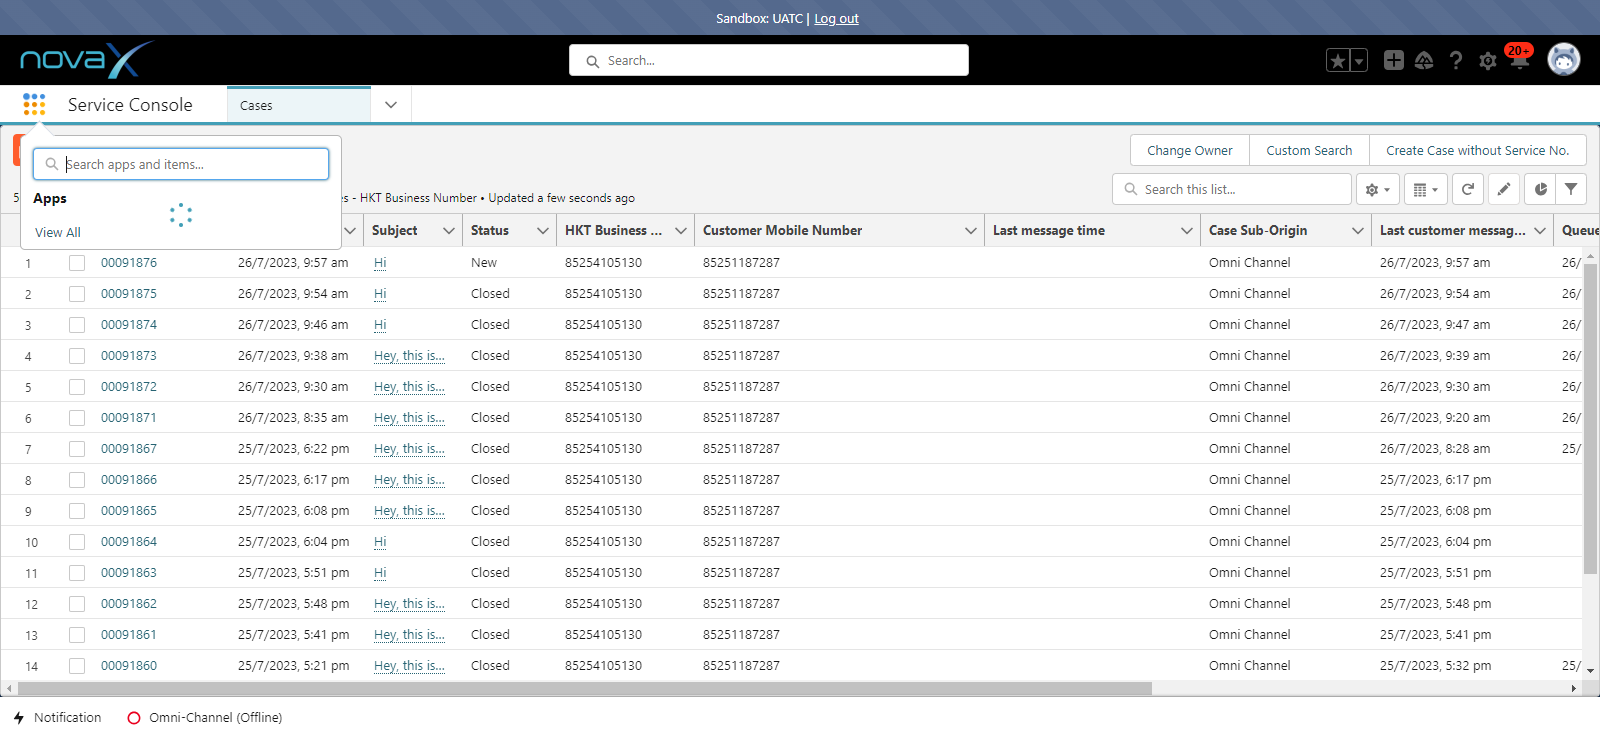 Sandbox: UATC | Log out
novaX
Search...
20+
Service Console
Cases
Search apps and items...
Apps
View All
Change Owner
Custom Search
Create Case without Service No.
5
s - HKT Business Number • Updated a few seconds ago
Search this list...
Subject Status HKT Business ... Customer Mobile Number Last message time Case Sub-Origin Last customer messag... Queue
1 00091876 26/7/2023, 9:57 am Hi New 85254105130 85251187287 Omni Channel 26/7/2023, 9:57 am 26/
2 00091875 26/7/2023, 9:54 am Hi Closed 85254105130 85251187287 Omni Channel 26/7/2023, 9:54 am 26/
3 00091874 26/7/2023, 9:46 am Hi Closed 85254105130 85251187287 Omni Channel 26/7/2023, 9:47 am 26/
4 00091873 26/7/2023, 9:38 am Hey, this is... Closed 85254105130 85251187287 Omni Channel 26/7/2023, 9:39 am 26/
5 00091872 26/7/2023, 9:30 am Hey, this is... Closed 85254105130 85251187287 Omni Channel 26/7/2023, 9:30 am 26/
6 00091871 26/7/2023, 8:35 am Hey, this is... Closed 85254105130 85251187287 Omni Channel 26/7/2023, 9:20 am 26/
7 00091867 25/7/2023, 6:22 pm Hey, this is... Closed 85254105130 85251187287 Omni Channel 26/7/2023, 8:28 am 25/
8 00091866 25/7/2023, 6:17 pm Hey, this is... Closed 85254105130 85251187287 Omni Channel 25/7/2023, 6:17 pm
9 00091865 25/7/2023, 6:08 pm Hey, this is... Closed 85254105130 85251187287 Omni Channel 25/7/2023, 6:08 pm
10 00091864 25/7/2023, 6:04 pm Hi Closed 85254105130 85251187287 Omni Channel 25/7/2023, 6:04 pm
11 00091863 25/7/2023, 5:51 pm Hi Closed 85254105130 85251187287 Omni Channel 25/7/2023, 5:51 pm
12 00091862 25/7/2023, 5:48 pm Hey, this is... Closed 85254105130 85251187287 Omni Channel 25/7/2023, 5:48 pm
13 00091861 25/7/2023, 5:41 pm Hey, this is... Closed 85254105130 85251187287 Omni Channel 25/7/2023, 5:41 pm
14 00091860 25/7/2023, 5:21 pm Hey, this is... Closed 85254105130 85251187287 Omni Channel 25/7/2023, 5:32 pm 25/
Notification
Omni-Channel (Offline)